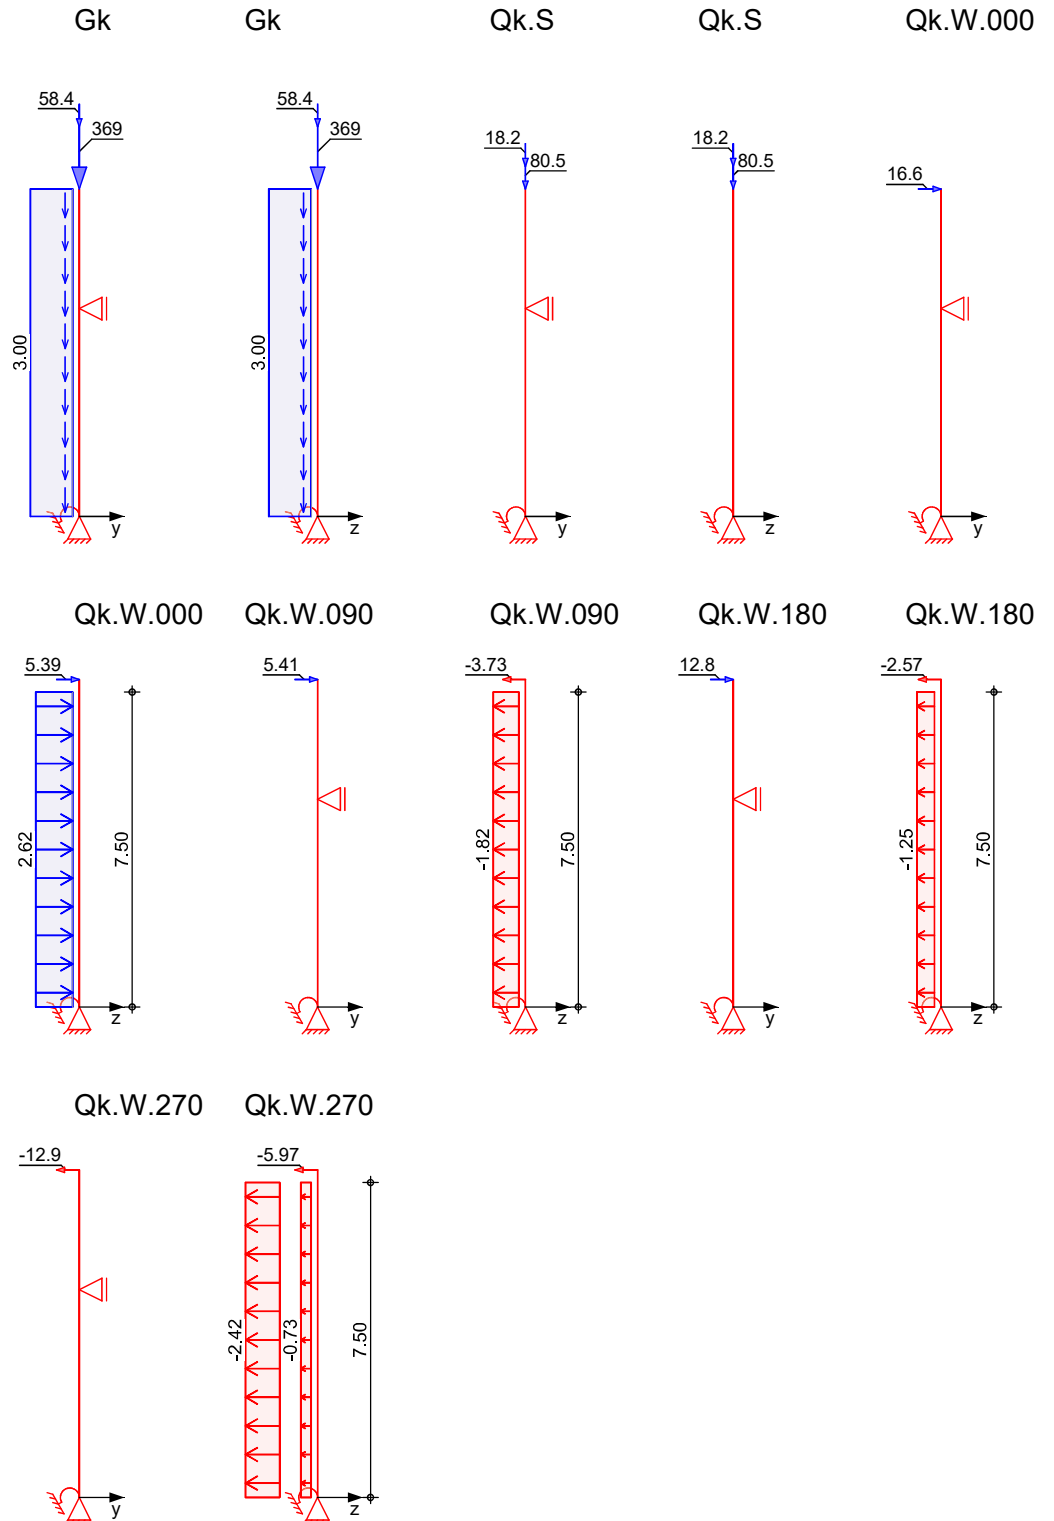 Gk Gk Qk.S Qk.S Qk.W.000
58.4 58.4
369 369
18.2 18.2
80.5 80.5
16.6
3.00 3.00
y z y z y
Qk.W.000 Qk.W.090 Qk.W.090 Qk.W.180 Qk.W.180
5.39 5.41 -3.73 12.8 -2.57
2.62 7.50 -1.82 7.50 -1.25 7.50
z y z y z
Qk.W.270 Qk.W.270
-12.9 -5.97
-2.42 -0.73 7.50
y z